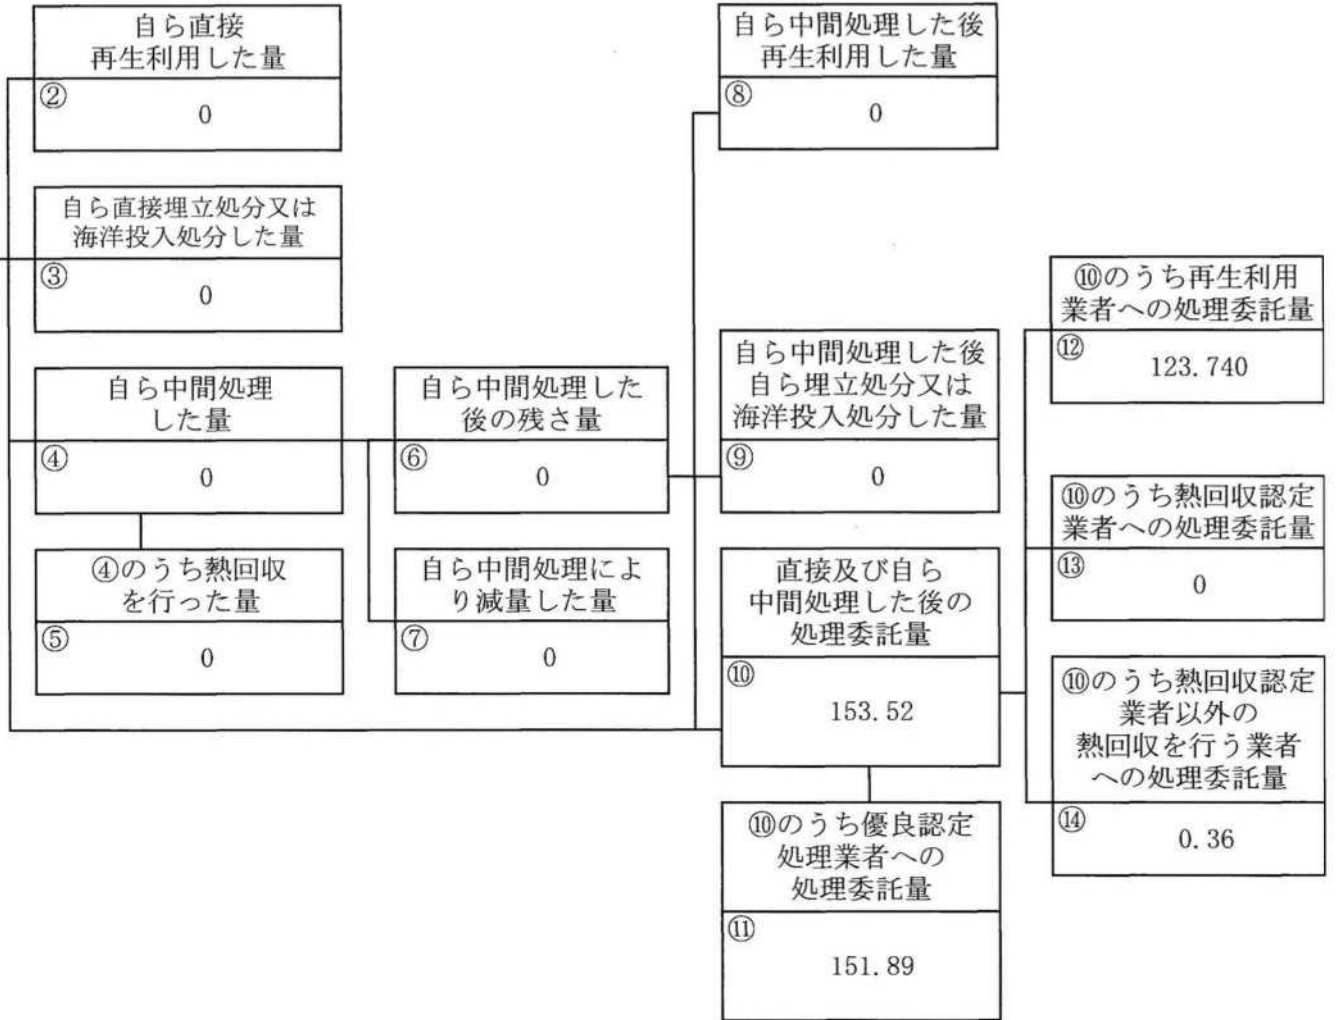 自ら直接
再生利用した量
②
0
自ら直接埋立処分又は
海洋投入処分した量
③
0
自ら中間処理
した量
④
0
④のうち熱回収
を行った量
⑤
0
自ら中間処理した
後の残さ量
⑥
0
自ら中間処理によ
り減量した量
⑦
0
自ら中間処理した後
再生利用した量
⑧
0
自ら中間処理した後
自ら埋立処分又は
海洋投入処分した量
⑨
0
直接及び自ら
中間処理した後の
処理委託量
⑩
153.52
⑩のうち優良認定
処理業者への
処理委託量
⑪
151.89
⑩のうち再生利用
業者への処理委託量
⑫
123.740
⑩のうち熱回収認定
業者への処理委託量
⑬
0
⑩のうち熱回収認定
業者以外の
熱回収を行う業者
への処理委託量
⑭
0.36